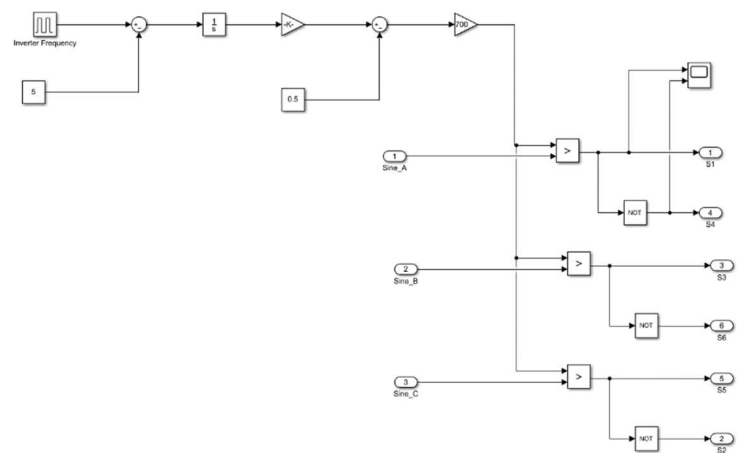 Inverter Frequency
1
s
-K-
700
5
0.5
1
Sine_A
>
1
S1
NOT
4
S4
2
Sine_B
>
3
S3
NOT
6
S6
3
Sine_C
>
5
S5
NOT
2
S2